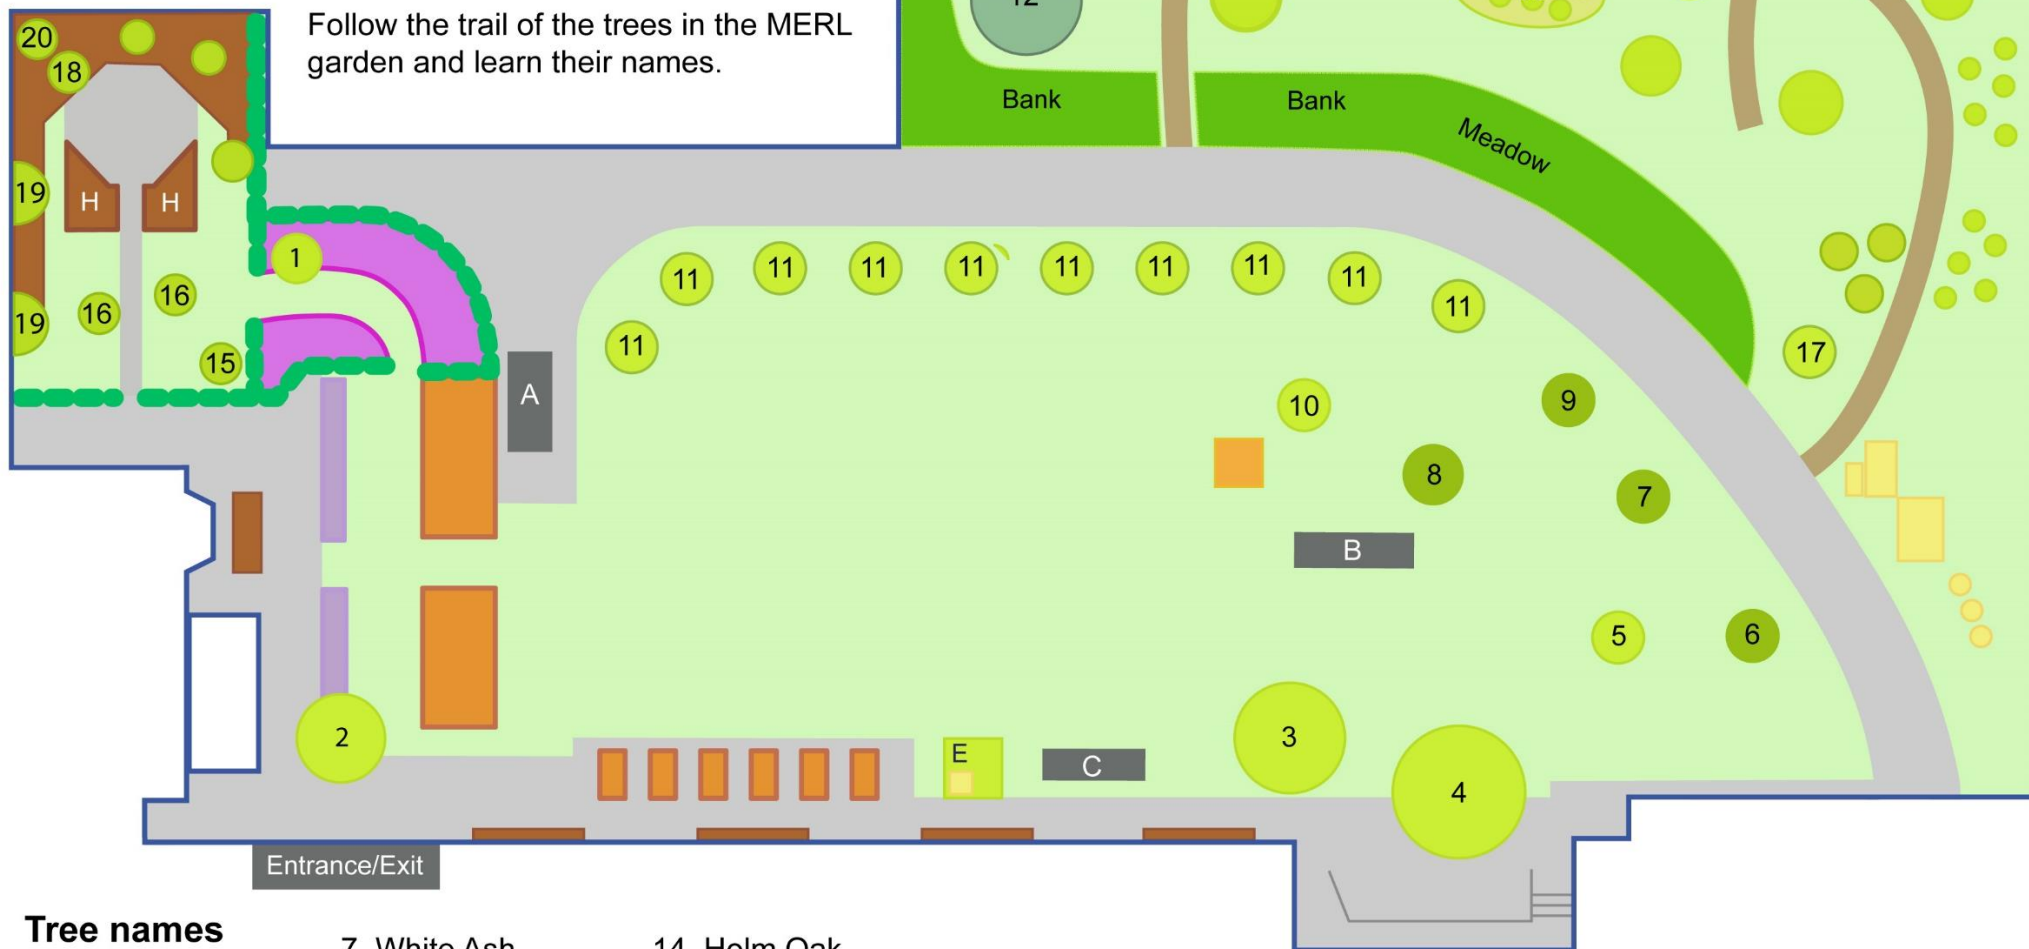 Follow the trail of the trees in the MERL
garden and learn their names.
12
Bank
Bank
Meadow
20
18
19
H
H
1
16
16
19
15
11
11
11
11
11
11
11
11
11
11
17
A
10
9
8
7
B
5
6
2
3
4
E
C
Entrance/Exit
Tree names
7 White Ash
14 Holm Oak